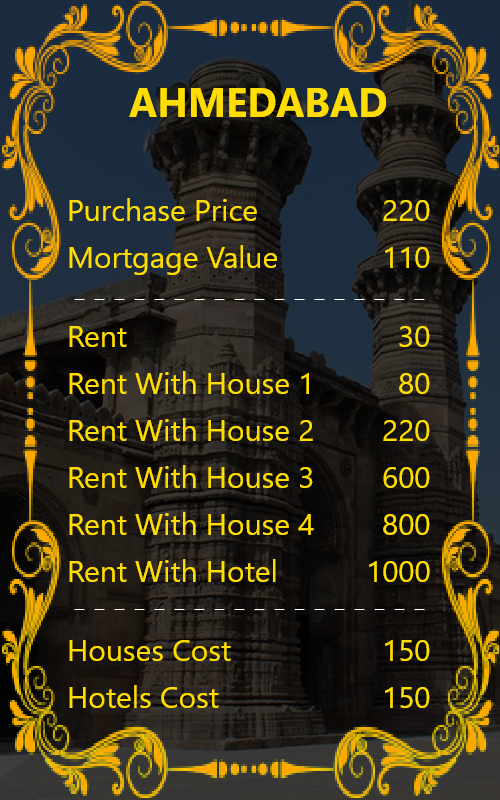 AHMEDABAD
Purchase Price 220
Mortgage Value 110
Rent 30
Rent With House 1 80
Rent With House 2 220
Rent With House 3 600
Rent With House 4 800
Rent With Hotel 1000
Houses Cost 150
Hotels Cost 150